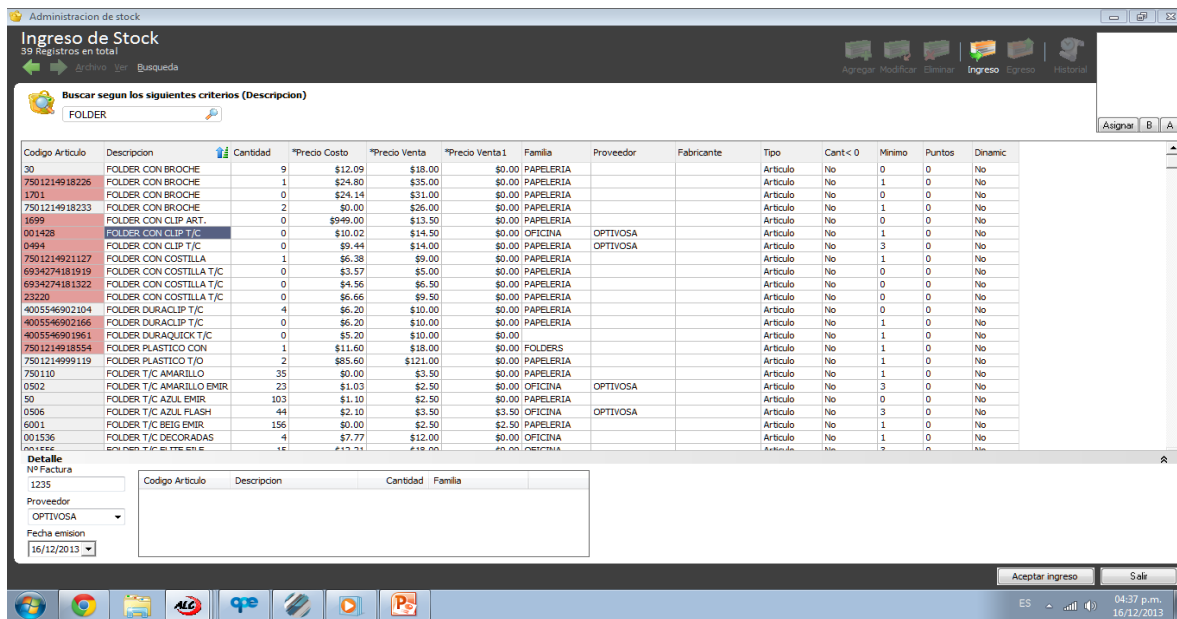 Administracion de stock
Ingreso de Stock
39 Registros en total
Archivo Ver Busqueda
Agregar Modificar Eliminar Ingreso Egreso Historial
Buscar segun los siguientes criterios (Descripcion)
FOLDER
Asignar B A
Codigo Articulo Descripcion Cantidad *Precio Costo *Precio Venta *Precio Venta1 Familia Proveedor Fabricante Tipo Cant< 0 Minimo Puntos Dinamic
30 FOLDER CON BROCHE 9 $12.09 $18.00 $0.00 PAPELERIA Articulo No 0 0 No
7501214918226 FOLDER CON BROCHE 1 $24.80 $35.00 $0.00 PAPELERIA Articulo No 1 0 No
1701 FOLDER CON BROCHE 0 $24.14 $31.00 $0.00 PAPELERIA Articulo No 0 0 No
7501214918233 FOLDER CON BROCHE 2 $0.00 $26.00 $0.00 PAPELERIA Articulo No 1 0 No
1699 FOLDER CON CLIP ART. 0 $949.00 $13.50 $0.00 PAPELERIA Articulo No 0 0 No
001428 FOLDER CON CLIP T/C 0 $10.02 $14.50 $0.00 OFICINA OPTIVOSA Articulo No 1 0 No
0494 FOLDER CON CLIP T/C 0 $9.44 $14.00 $0.00 PAPELERIA OPTIVOSA Articulo No 3 0 No
7501214921127 FOLDER CON COSTILLA 1 $6.38 $9.00 $0.00 PAPELERIA Articulo No 1 0 No
6934274181919 FOLDER CON COSTILLA T/C 0 $3.57 $5.00 $0.00 PAPELERIA Articulo No 0 0 No
6934274181322 FOLDER CON COSTILLA T/C 0 $4.56 $6.50 $0.00 PAPELERIA Articulo No 0 0 No
23220 FOLDER CON COSTILLA T/C 0 $6.66 $9.50 $0.00 PAPELERIA Articulo No 0 0 No
4005546902104 FOLDER DURACLIP T/C 4 $6.20 $10.00 $0.00 PAPELERIA Articulo No 0 0 No
4005546902166 FOLDER DURACLIP T/C 0 $6.20 $10.00 $0.00 PAPELERIA Articulo No 1 0 No
4005546901961 FOLDER DURAQUICK T/C 0 $5.20 $10.00 $0.00 Articulo No 1 0 No
7501214918554 FOLDER PLASTICO CON 1 $11.60 $18.00 $0.00 FOLDERS Articulo No 1 0 No
7501214999119 FOLDER PLASTICO T/O 2 $85.60 $121.00 $0.00 PAPELERIA Articulo No 1 0 No
750110 FOLDER T/C AMARILLO 35 $0.00 $3.50 $0.00 PAPELERIA Articulo No 1 0 No
0502 FOLDER T/C AMARILLO EMIR 23 $1.03 $2.50 $0.00 OFICINA OPTIVOSA Articulo No 3 0 No
50 FOLDER T/C AZUL EMIR 103 $1.10 $2.50 $0.00 PAPELERIA Articulo No 0 0 No
0506 FOLDER T/C AZUL FLASH 44 $2.10 $3.50 $3.50 OFICINA OPTIVOSA Articulo No 3 0 No
6001 FOLDER T/C BEIG EMIR 156 $0.00 $2.50 $2.50 PAPELERIA Articulo No 1 0 No
001536 FOLDER T/C DECORADAS 4 $7.77 $12.00 $0.00 OFICINA Articulo No 1 0 No
Detalle
Nº Factura
1235
Codigo Articulo Descripcion Cantidad Familia
Proveedor
OPTIVOSA
Fecha emision
16/12/2013
Aceptar ingreso Salir
ALG ope ES 04:37 p.m.
16/12/2013